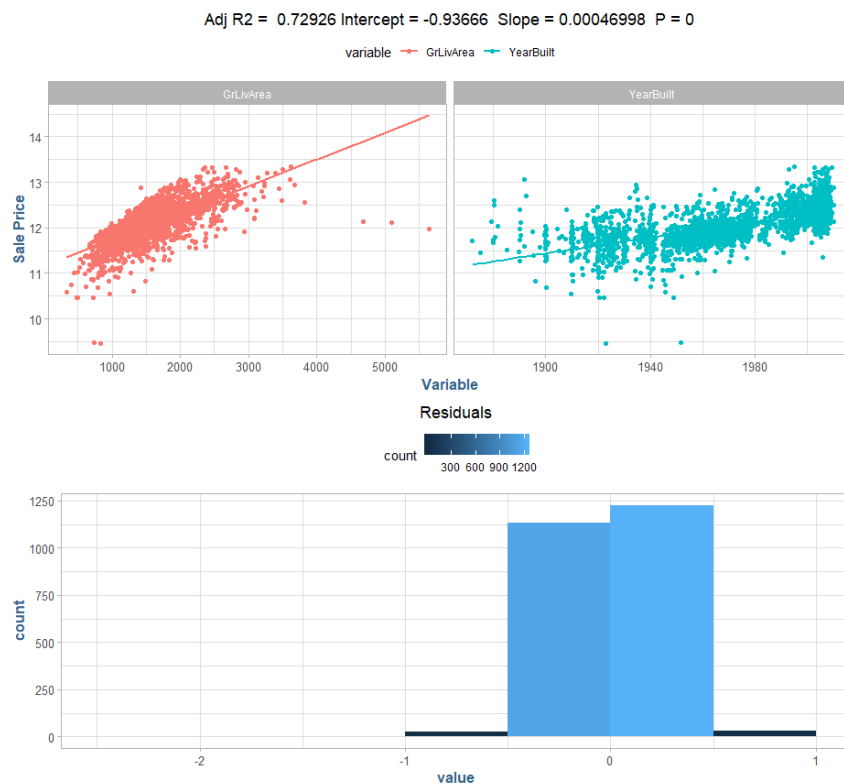 Adj R2 = 0.72926 Intercept = -0.93666 Slope = 0.00046998 P = 0
variable GrLivArea YearBuilt
GrLivArea YearBuilt
14
13
12
11
10
Sale Price
1000 2000 3000 4000 5000 1900 1940 1980
Variable
Residuals
count 300 600 900 1200
1250
1000
750
500
250
0
count
-2 -1 0 1
value